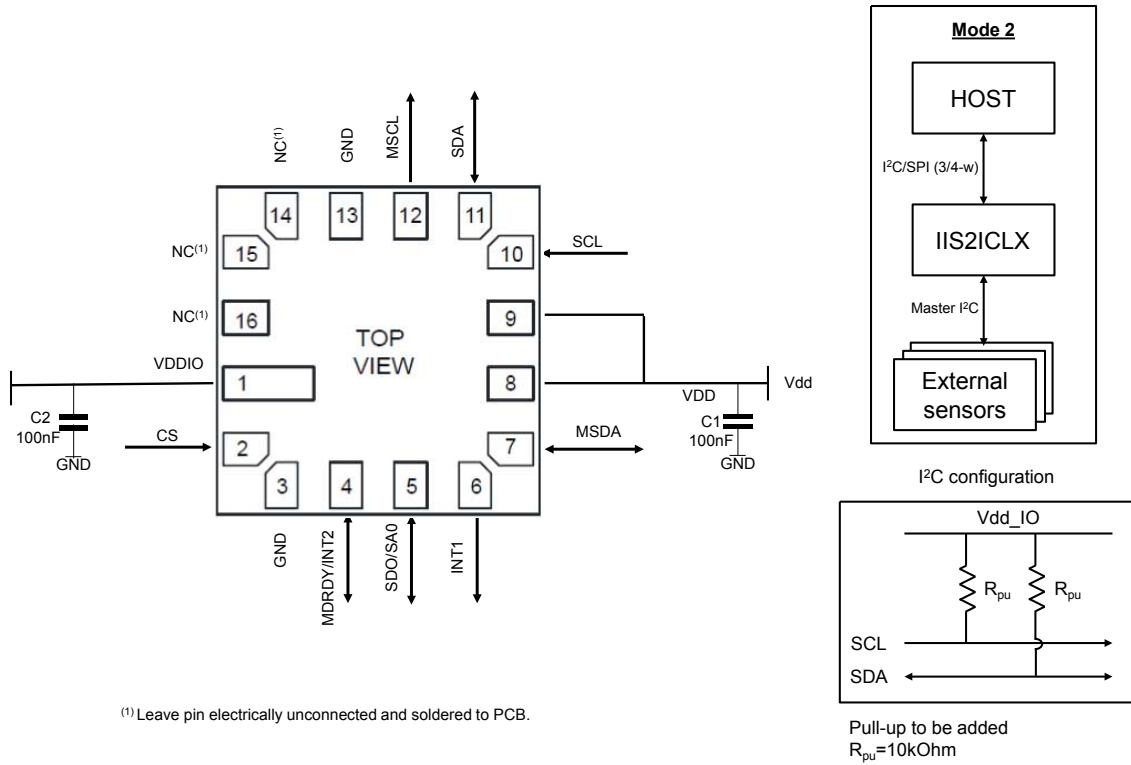 NC(1)
GND
MSCL
SDA
14
13
12
11
NC(1)
15
10
SCL
NC(1)
16
9
TOP
VIEW
VDDIO
1
8
VDD
Vdd
C2
100nF
GND
CS
2
7
MSDA
C1
100nF
GND
3
4
5
6
GND
MDRDY/INT2
SDO/SA0
INT1
(1) Leave pin electrically unconnected and soldered to PCB.
Mode 2
HOST
I²C/SPI (3/4-w)
IIS2ICLX
Master I²C
External
sensors
I²C configuration
Vdd_IO
Rpu
Rpu
SCL
SDA
Pull-up to be added
Rpu=10kOhm